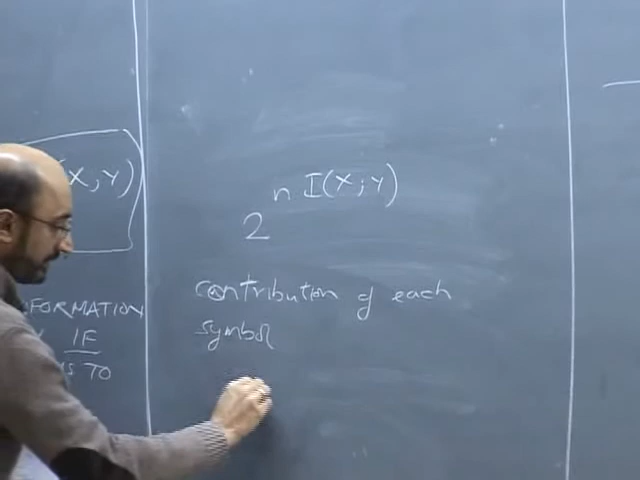 X;Y)
FORMATION
IF
TO
2^{n I(X;Y)}
contribution of each
symbol